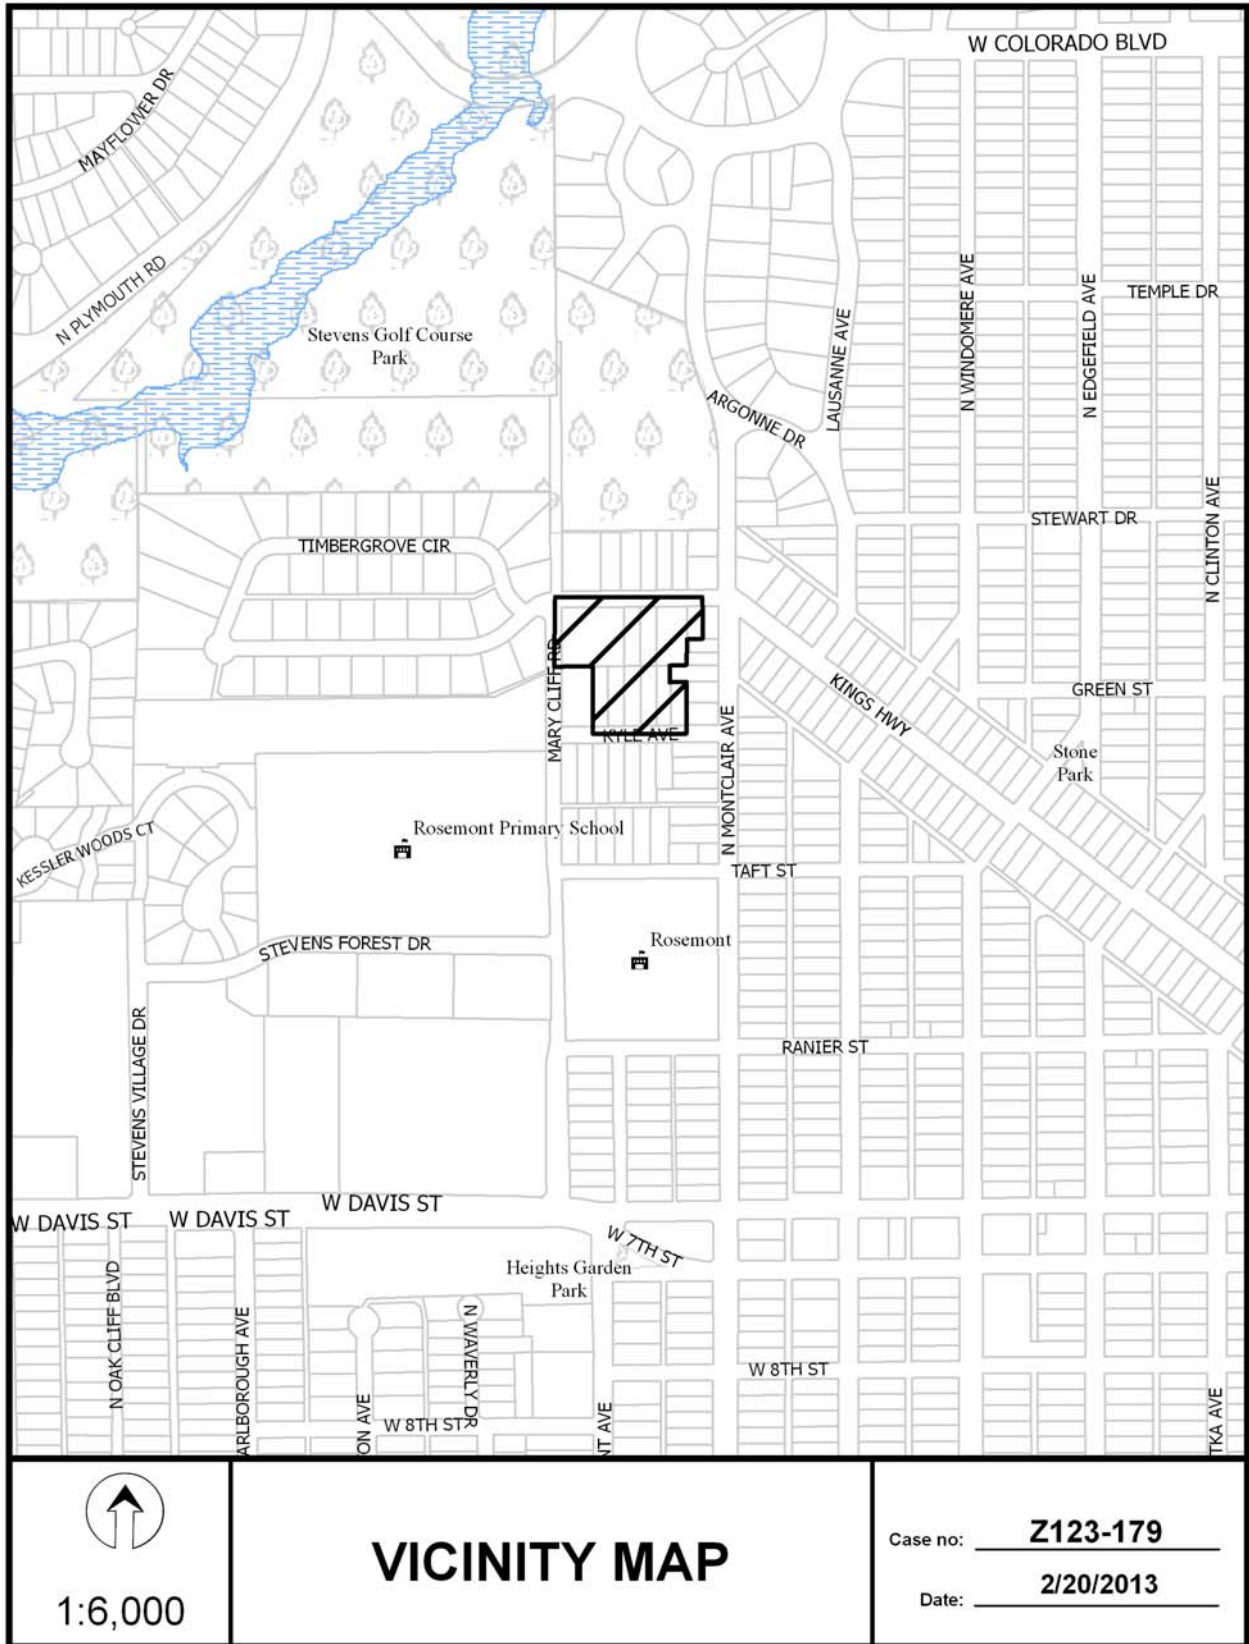 W COLORADO BLVD
MAYFLOWER DR
N PLYMOUTH RD
Stevens Golf Course
Park
N WINDOMERE AVE
N EDGEFIELD AVE
TEMPLE DR
LAUSANNE AVE
ARGONNE DR
N CLINTON AVE
STEWART DR
TIMBERGROVE CIR
MARY CLIFF RD
KINGS HWY
GREEN ST
KYLE AVE
N MONTCLAIR AVE
Stone
Park
Rosemont Primary School
KESSLER WOODS CT
TAFT ST
STEVENS FOREST DR
Rosemont
STEVENS VILLAGE DR
RANIER ST
W DAVIS ST
W DAVIS ST
W DAVIS ST
W 7TH ST
Heights Garden
Park
N OAK CLIFF BLVD
ARLBOROUGH AVE
ON AVE
N WAVERLY DR
W 8TH ST
W 8TH ST
NT AVE
TKA AVE
1:6,000
VICINITY MAP
Case no: Z123-179
Date: 2/20/2013